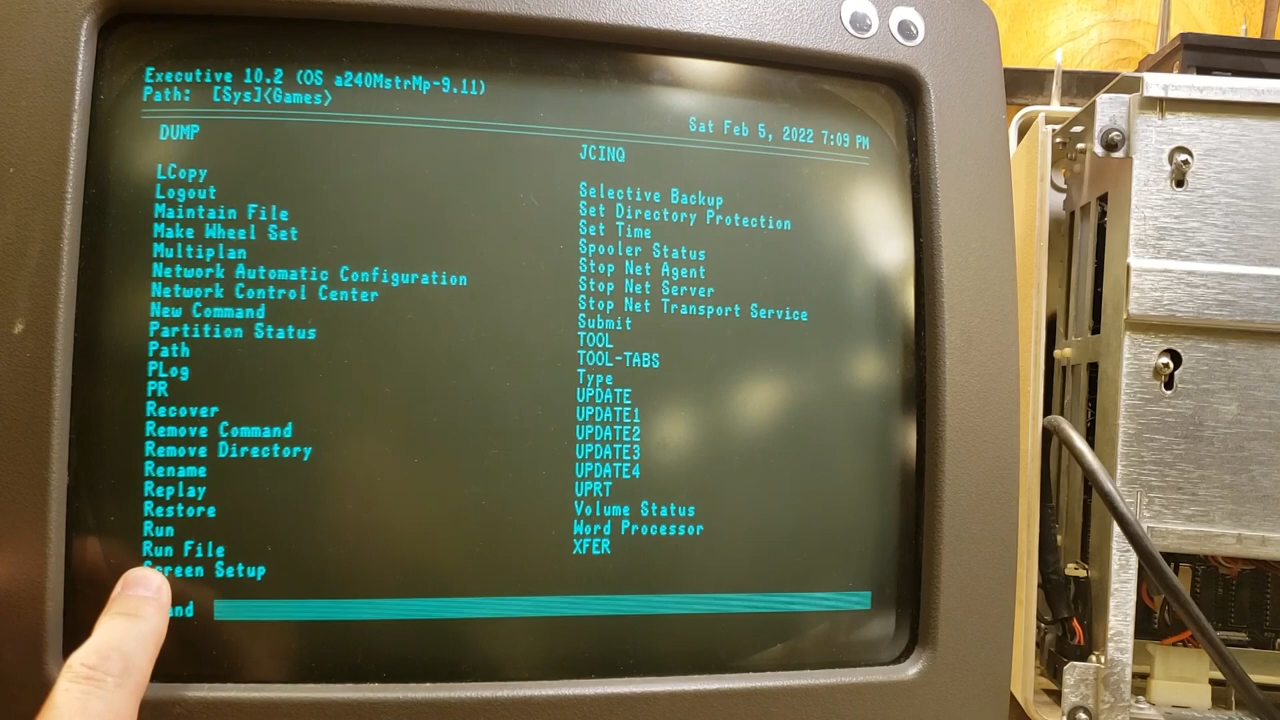 Executive 10.2 (OS a240MstrMp-9.11)
Path: [Sys]<Games>
Sat Feb 5, 2022 7:09 PM
DUMP
LCopy
Logout
Maintain File
Make Wheel Set
Multiplan
Network Automatic Configuration
Network Control Center
New Command
Partition Status
Path
PLog
PR
Recover
Remove Command
Remove Directory
Rename
Replay
Restore
Run
Run File
Screen Setup
JCINQ
Selective Backup
Set Directory Protection
Set Time
Spooler Status
Stop Net Agent
Stop Net Server
Stop Net Transport Service
Submit
TOOL
TOOL-TABS
Type
UPDATE
UPDATE1
UPDATE2
UPDATE3
UPDATE4
UPRT
Volume Status
Word Processor
XFER